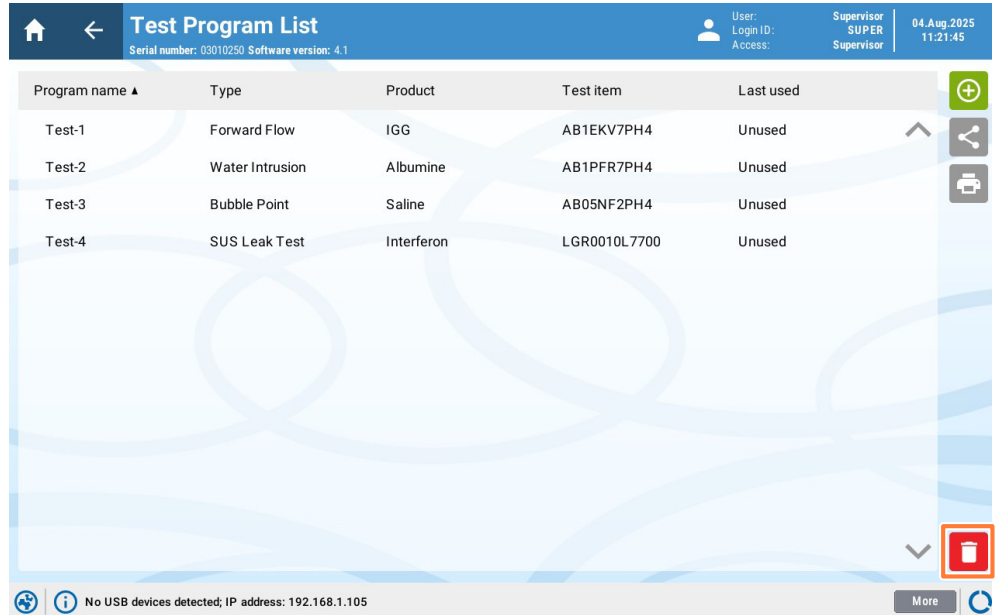 Test Program List
Serial number: 03010250 Software version: 4.1
User: Supervisor
Login ID: SUPER
Access: Supervisor
04.Aug.2025
11:21:45
Program name ▲ Type Product Test item Last used
Test-1 Forward Flow IGG AB1EKV7PH4 Unused
Test-2 Water Intrusion Albumine AB1PFR7PH4 Unused
Test-3 Bubble Point Saline AB05NF2PH4 Unused
Test-4 SUS Leak Test Interferon LGR0010L7700 Unused
No USB devices detected; IP address: 192.168.1.105
More